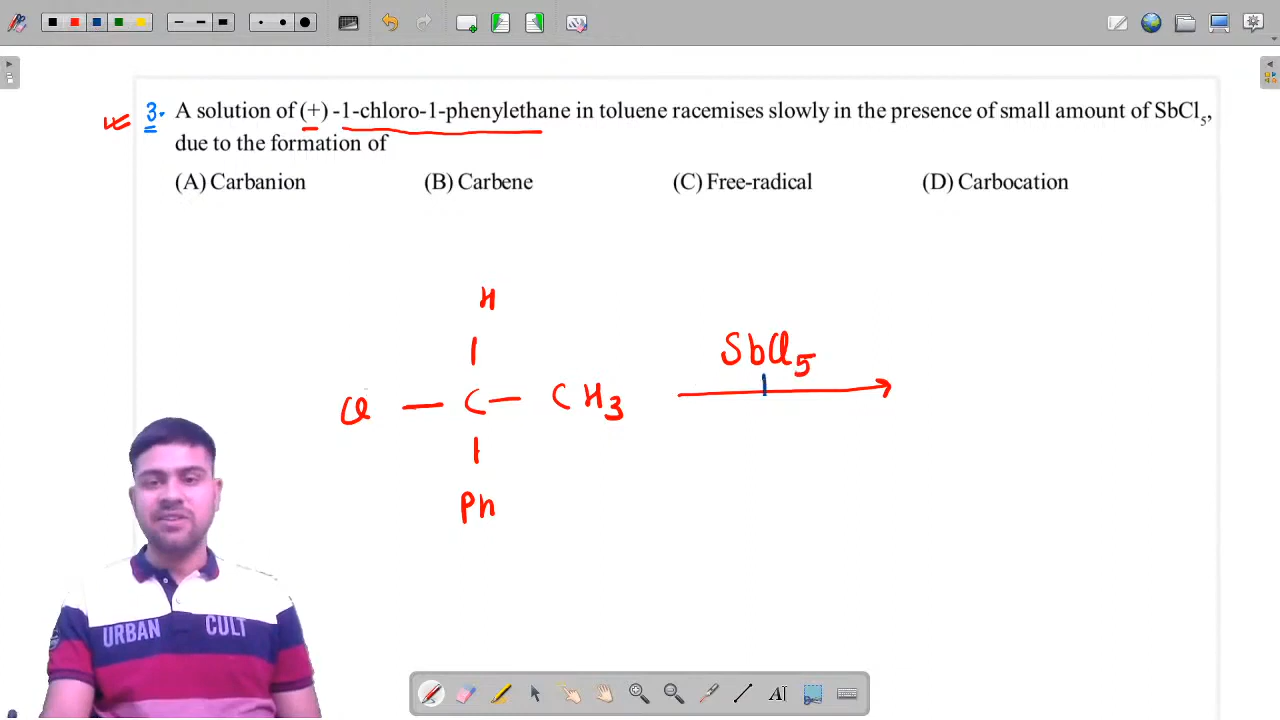 3. A solution of (+) -1-chloro-1-phenylethane in toluene racemises slowly in the presence of small amount of SbCl₅,
due to the formation of
(A) Carbanion (B) Carbene (C) Free-radical (D) Carbocation
H
SbCl₅
Cl — C — CH₃
Ph
URBAN CULT
AI